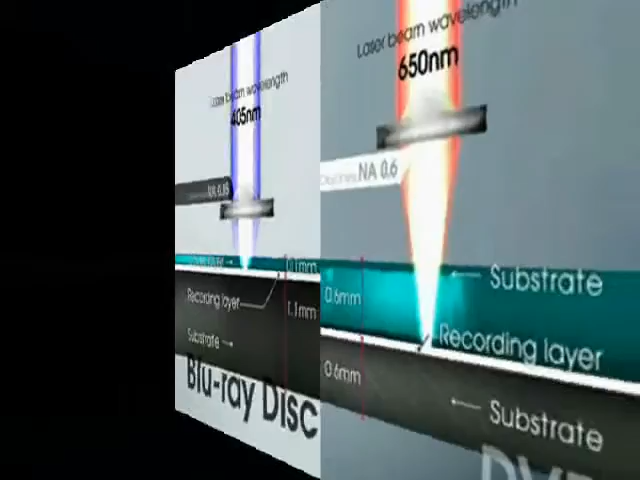 Laser beam wavelength
405nm
NA 0.85
0.1mm
Recording layer
1.1mm
Substrate
Blu-ray Disc
Laser beam wavelength
650nm
NA 0.6
Substrate
0.6mm
Recording layer
0.6mm
Substrate